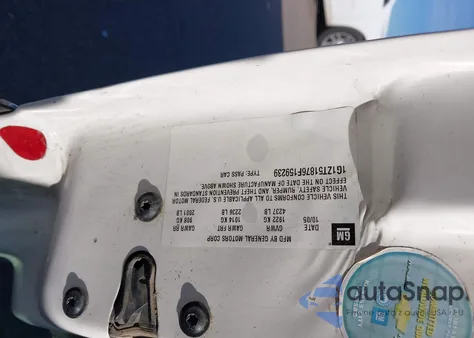 MFD BY GENERAL MOTORS CORP
DATE GVWR GAWR FRT GAWR RR
10/05 1922 KG 1014 KG 908 KG
4237 LB 2236 LB 2001 LB
THIS VEHICLE CONFORMS TO ALL APPLICABLE U.S. FEDERAL MOTOR
VEHICLE SAFETY, BUMPER, AND THEFT PREVENTION STANDARDS IN
EFFECT ON THE DATE OF MANUFACTURE SHOWN ABOVE.
1G1ZT51876F159239 TYPE: PASS CAR
GM
autoSnap